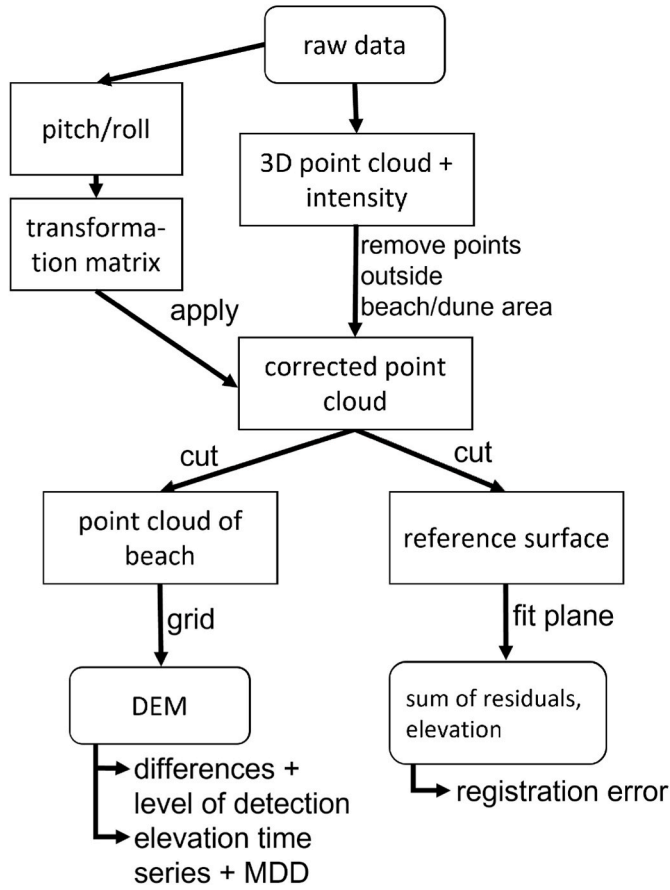 raw data
pitch/roll
3D point cloud +
intensity
transforma-
tion matrix
remove points
outside
beach/dune area
apply
corrected point
cloud
cut
cut
point cloud of
beach
reference surface
grid
fit plane
DEM
sum of residuals,
elevation
differences +
level of detection
registration error
elevation time
series + MDD